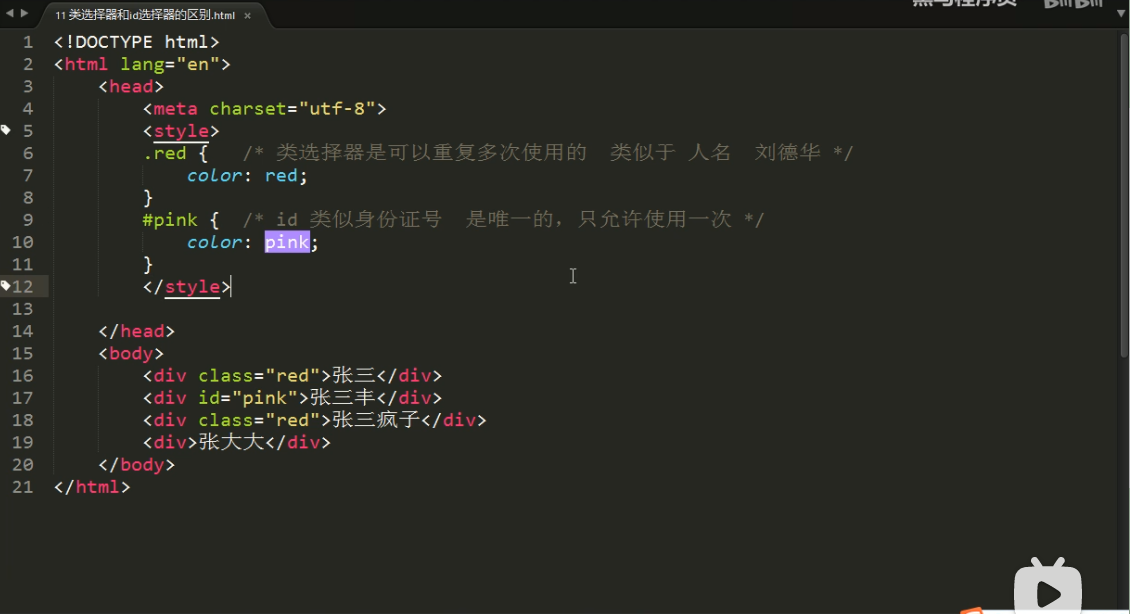 11 类选择器和id选择器的区别.html ×
1 <!DOCTYPE html>
2 <html lang="en">
3 <head>
4 <meta charset="utf-8">
5 <style>
6 .red { /* 类选择器是可以重复多次使用的 类似于 人名 刘德华 */
7 color: red;
8 }
9 #pink { /* id 类似身份证号 是唯一的，只允许使用一次 */
10 color: pink;
11 }
12 </style>
13
14 </head>
15 <body>
16 <div class="red">张三</div>
17 <div id="pink">张三丰</div>
18 <div class="red">张三疯子</div>
19 <div>张大大</div>
20 </body>
21 </html>